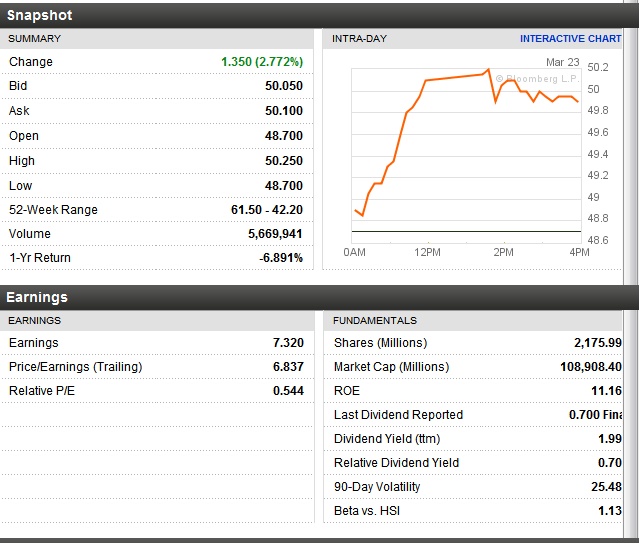 Snapshot
SUMMARY
Change 1.350 (2.772%)
Bid 50.050
Ask 50.100
Open 48.700
High 50.250
Low 48.700
52-Week Range 61.50 - 42.20
Volume 5,669,941
1-Yr Return -6.891%
INTRA-DAY INTERACTIVE CHART
Mar 23
© Bloomberg L.P.
50.2
50
49.8
49.6
49.4
49.2
49
48.8
48.6
0AM 12PM 2PM 4PM
Earnings
EARNINGS
Earnings 7.320
Price/Earnings (Trailing) 6.837
Relative P/E 0.544
FUNDAMENTALS
Shares (Millions) 2,175.99
Market Cap (Millions) 108,908.40
ROE 11.16
Last Dividend Reported 0.700 Fina
Dividend Yield (ttm) 1.99
Relative Dividend Yield 0.70
90-Day Volatility 25.48
Beta vs. HSI 1.13